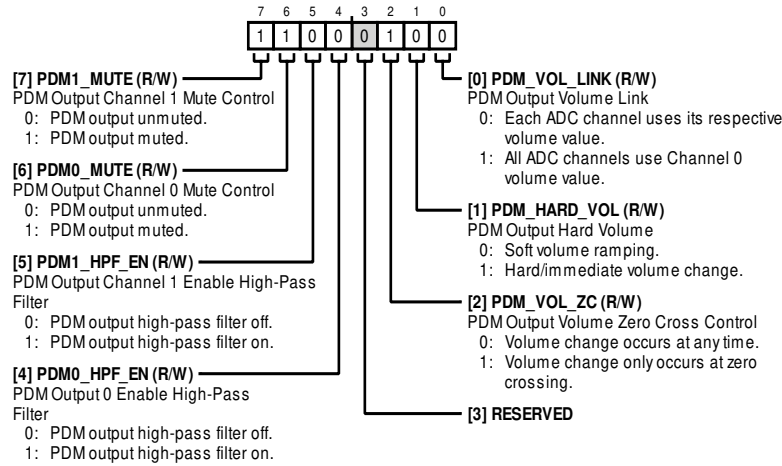 7 6 5 4 3 2 1 0
1 1 0 0 0 1 0 0
[7] PDM1_MUTE (R/W)
PDM Output Channel 1 Mute Control
0: PDM output unmuted.
1: PDM output muted.
[6] PDM0_MUTE (R/W)
PDM Output Channel 0 Mute Control
0: PDM output unmuted.
1: PDM output muted.
[5] PDM1_HPF_EN (R/W)
PDM Output Channel 1 Enable High-Pass
Filter
0: PDM output high-pass filter off.
1: PDM output high-pass filter on.
[4] PDM0_HPF_EN (R/W)
PDM Output 0 Enable High-Pass
Filter
0: PDM output high-pass filter off.
1: PDM output high-pass filter on.
[0] PDM_VOL_LINK (R/W)
PDM Output Volume Link
0: Each ADC channel uses its respective
volume value.
1: All ADC channels use Channel 0
volume value.
[1] PDM_HARD_VOL (R/W)
PDM Output Hard Volume
0: Soft volume ramping.
1: Hard/immediate volume change.
[2] PDM_VOL_ZC (R/W)
PDM Output Volume Zero Cross Control
0: Volume change occurs at any time.
1: Volume change only occurs at zero
crossing.
[3] RESERVED